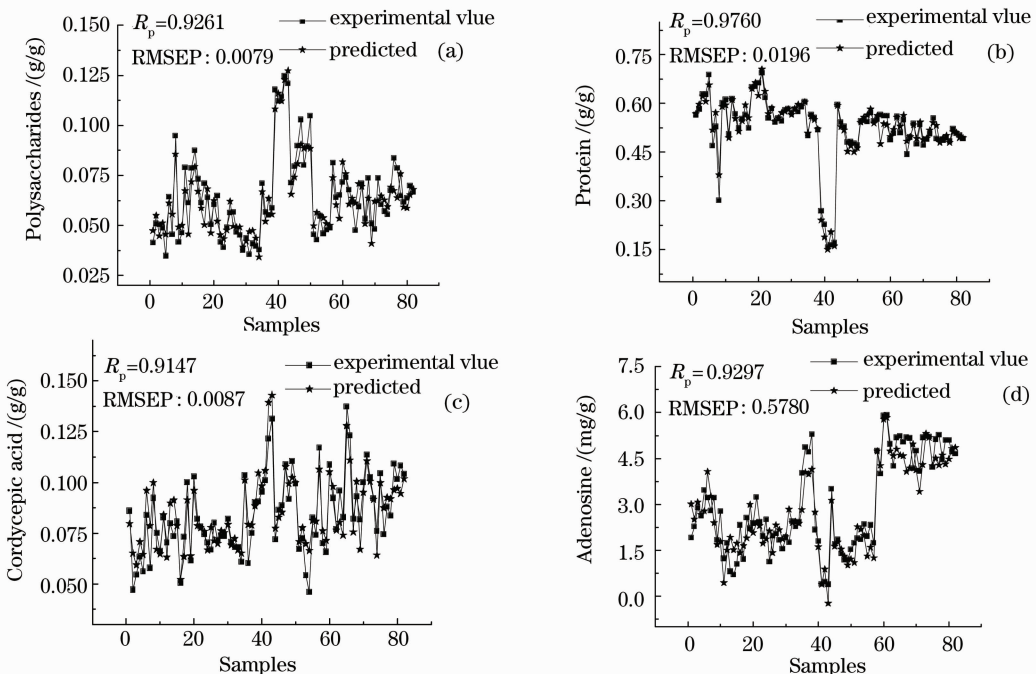 0.150
0.125
0.100
0.075
0.050
0.025
Polysaccharides /(g/g)
Rp=0.9261
RMSEP: 0.0079
experimental vlue
predicted
(a)
0 20 40 60 80
Samples
0.75
0.60
0.45
0.30
0.15
Protein /(g/g)
Rp=0.9760
RMSEP: 0.0196
experimental vlue
predicted
(b)
0 20 40 60 80
Samples
0.150
0.125
0.100
0.075
0.050
Cordycepic acid /(g/g)
Rp=0.9147
RMSEP: 0.0087
experimental vlue
predicted
(c)
0 20 40 60 80
Samples
7.5
6.0
4.5
3.0
1.5
0.0
Adenosine /(mg/g)
Rp=0.9297
RMSEP: 0.5780
experimental vlue
predicted
(d)
0 20 40 60 80
Samples